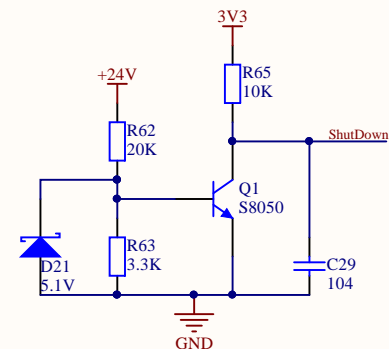 3V3
+24V
R65
10K
R62
20K
ShutDown
Q1
S8050
R63
3.3K
D21
5.1V
C29
104
GND